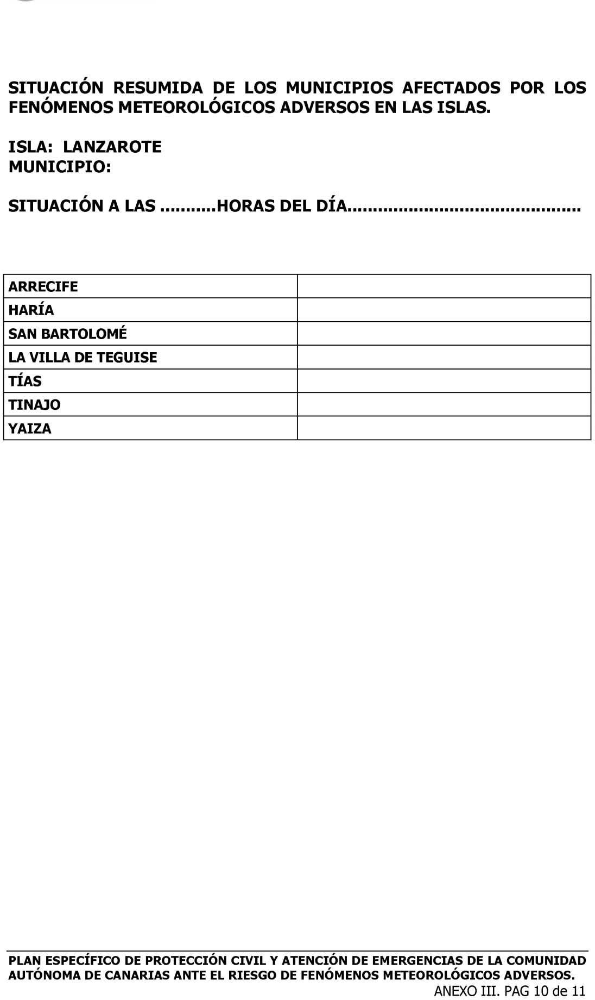 SITUACIÓN RESUMIDA DE LOS MUNICIPIOS AFECTADOS POR LOS
FENÓMENOS METEOROLÓGICOS ADVERSOS EN LAS ISLAS.
ISLA: LANZAROTE
MUNICIPIO:
SITUACIÓN A LAS ...........HORAS DEL DÍA..............................................
ARRECIFE
HARÍA
SAN BARTOLOMÉ
LA VILLA DE TEGUISE
TÍAS
TINAJO
YAIZA
PLAN ESPECÍFICO DE PROTECCIÓN CIVIL Y ATENCIÓN DE EMERGENCIAS DE LA COMUNIDAD
AUTÓNOMA DE CANARIAS ANTE EL RIESGO DE FENÓMENOS METEOROLÓGICOS ADVERSOS.
ANEXO III. PAG 10 de 11